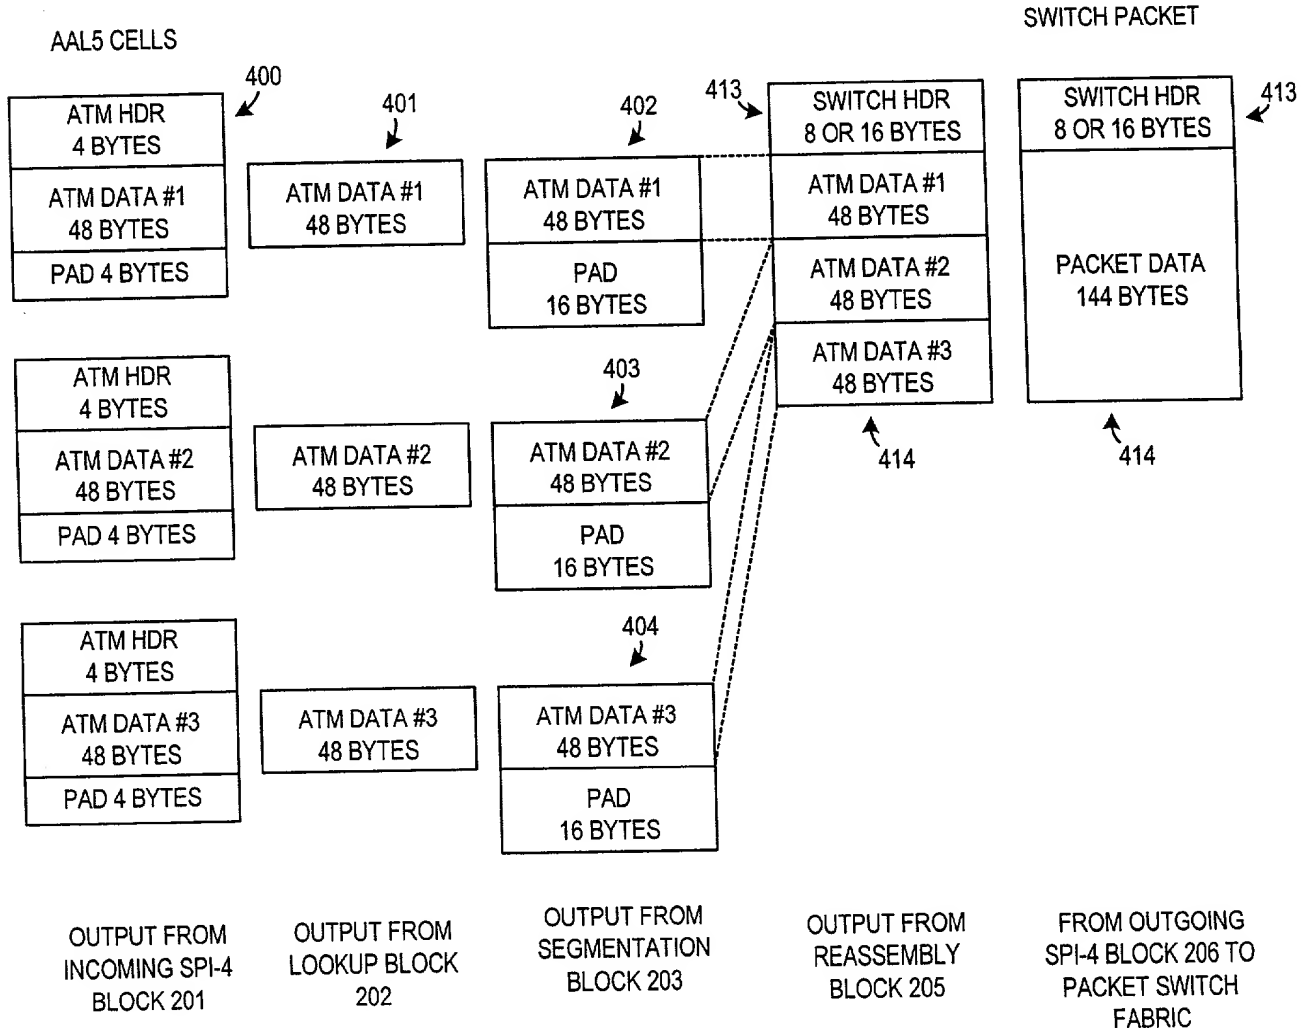 AAL5 CELLS
SWITCH PACKET
400
ATM HDR
4 BYTES
ATM DATA #1
48 BYTES
PAD 4 BYTES
401
ATM DATA #1
48 BYTES
402
ATM DATA #1
48 BYTES
PAD
16 BYTES
413
SWITCH HDR
8 OR 16 BYTES
ATM DATA #1
48 BYTES
ATM DATA #2
48 BYTES
ATM DATA #3
48 BYTES
414
413
SWITCH HDR
8 OR 16 BYTES
PACKET DATA
144 BYTES
414
ATM HDR
4 BYTES
ATM DATA #2
48 BYTES
PAD 4 BYTES
ATM DATA #2
48 BYTES
403
ATM DATA #2
48 BYTES
PAD
16 BYTES
ATM HDR
4 BYTES
ATM DATA #3
48 BYTES
PAD 4 BYTES
ATM DATA #3
48 BYTES
404
ATM DATA #3
48 BYTES
PAD
16 BYTES
OUTPUT FROM
INCOMING SPI-4
BLOCK 201
OUTPUT FROM
LOOKUP BLOCK
202
OUTPUT FROM
SEGMENTATION
BLOCK 203
OUTPUT FROM
REASSEMBLY
BLOCK 205
FROM OUTGOING
SPI-4 BLOCK 206 TO
PACKET SWITCH
FABRIC